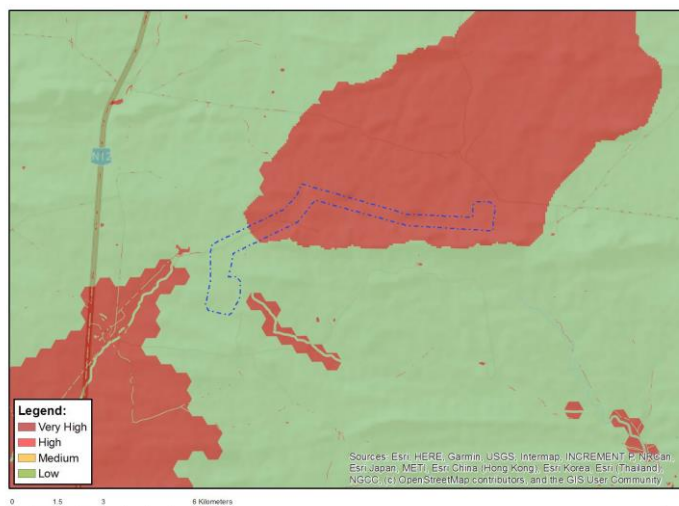 N12
Legend:
Very High
High
Medium
Low
Sources: Esri, HERE, Garmin, USGS, Intermap, INCREMENT P, NRCan,
Esri Japan, METI, Esri China (Hong Kong), Esri Korea, Esri (Thailand),
NGCC, (c) OpenStreetMap contributors, and the GIS User Community
0 1.5 3 6 Kilometers